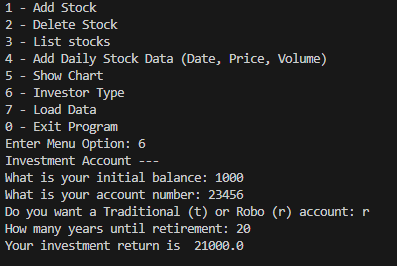 1 - Add Stock
2 - Delete Stock
3 - List stocks
4 - Add Daily Stock Data (Date, Price, Volume)
5 - Show Chart
6 - Investor Type
7 - Load Data
0 - Exit Program
Enter Menu Option: 6
Investment Account ---
What is your initial balance: 1000
What is your account number: 23456
Do you want a Traditional (t) or Robo (r) account: r
How many years until retirement: 20
Your investment return is  21000.0